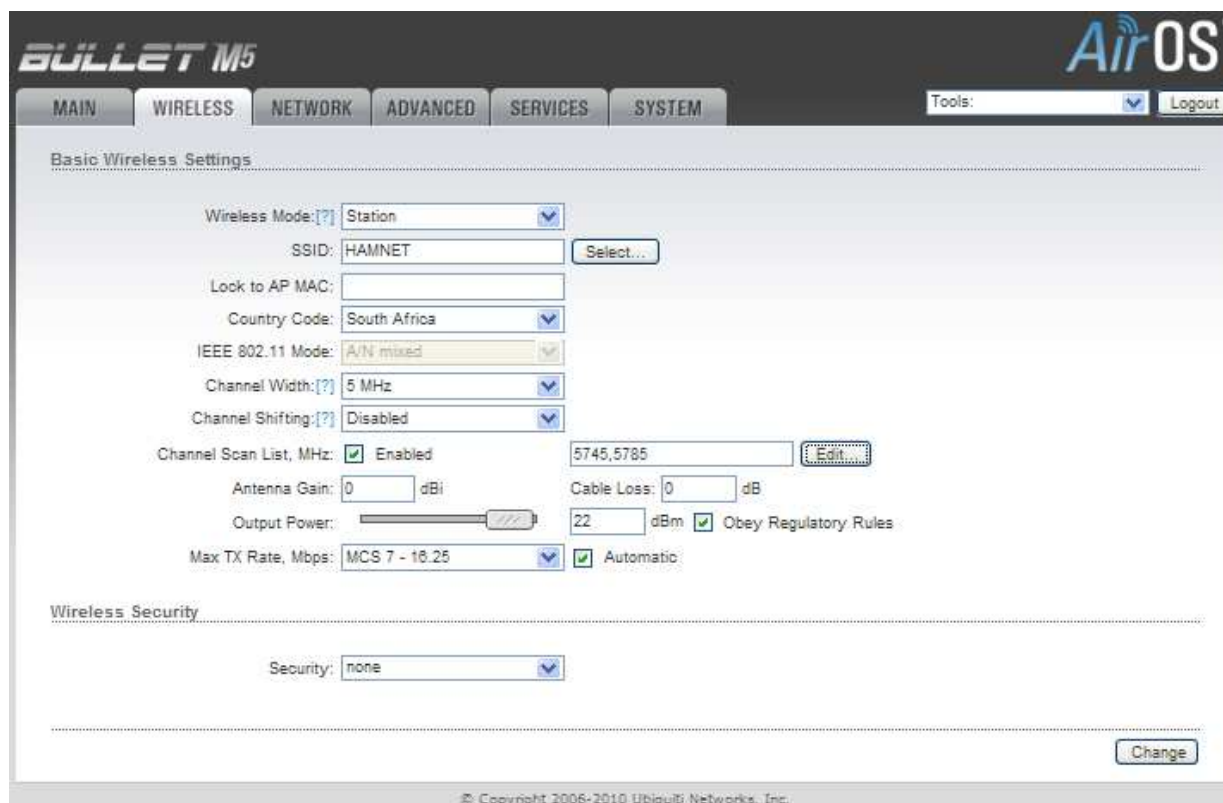 BULLET M5
AirOS
MAIN WIRELESS NETWORK ADVANCED SERVICES SYSTEM Tools: Logout
Basic Wireless Settings
Wireless Mode:[?] Station
SSID: HAMNET Select...
Lock to AP MAC:
Country Code: South Africa
IEEE 802.11 Mode: A/N mixed
Channel Width:[?] 5 MHz
Channel Shifting:[?] Disabled
Channel Scan List, MHz: Enabled 5745,5785 Edit...
Antenna Gain: 0 dBi Cable Loss: 0 dB
Output Power: 22 dBm Obey Regulatory Rules
Max TX Rate, Mbps: MCS 7 - 16.25 Automatic
Wireless Security
Security: none
Change
© Copyright 2006-2010 Ubiquiti Networks, Inc.